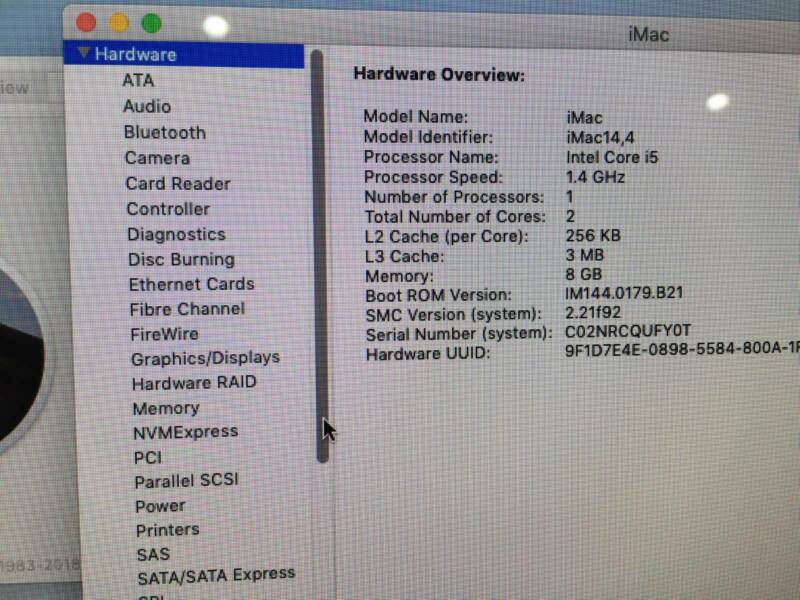 iMac
iew
Hardware
ATA
Audio
Bluetooth
Camera
Card Reader
Controller
Diagnostics
Disc Burning
Ethernet Cards
Fibre Channel
FireWire
Graphics/Displays
Hardware RAID
Memory
NVMExpress
PCI
Parallel SCSI
Power
Printers
SAS
SATA/SATA Express
Hardware Overview:
Model Name: iMac
Model Identifier: iMac14,4
Processor Name: Intel Core i5
Processor Speed: 1.4 GHz
Number of Processors: 1
Total Number of Cores: 2
L2 Cache (per Core): 256 KB
L3 Cache: 3 MB
Memory: 8 GB
Boot ROM Version: IM144.0179.B21
SMC Version (system): 2.21f92
Serial Number (system): C02NRCQUFY0T
Hardware UUID: 9F1D7E4E-0898-5584-800A-1F
1983-2018